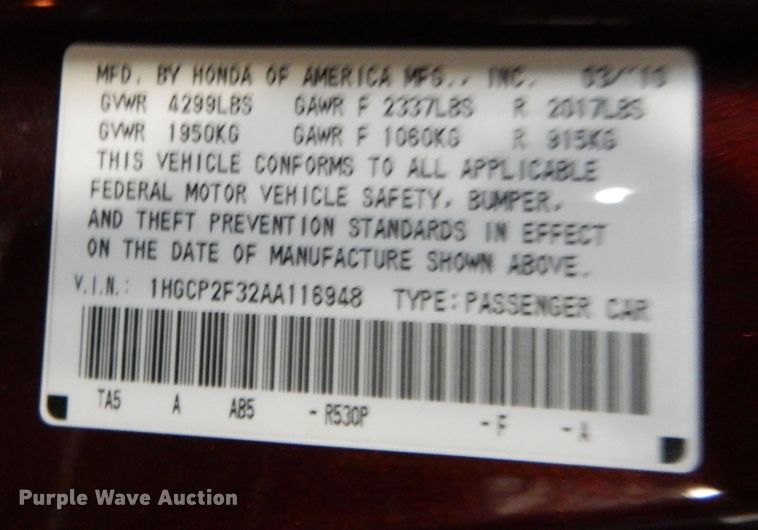 MFD. BY HONDA OF AMERICA MFG., INC. 03/10
GVWR 4299LBS GAWR F 2337LBS R 2017LBS
GVWR 1950KG GAWR F 1060KG R 915KG
THIS VEHICLE CONFORMS TO ALL APPLICABLE
FEDERAL MOTOR VEHICLE SAFETY, BUMPER,
AND THEFT PREVENTION STANDARDS IN EFFECT
ON THE DATE OF MANUFACTURE SHOWN ABOVE.
V.I.N.: 1HGCP2F32AA116948 TYPE: PASSENGER CAR
TA5 A AB5 -R530P -F -A
Purple Wave Auction